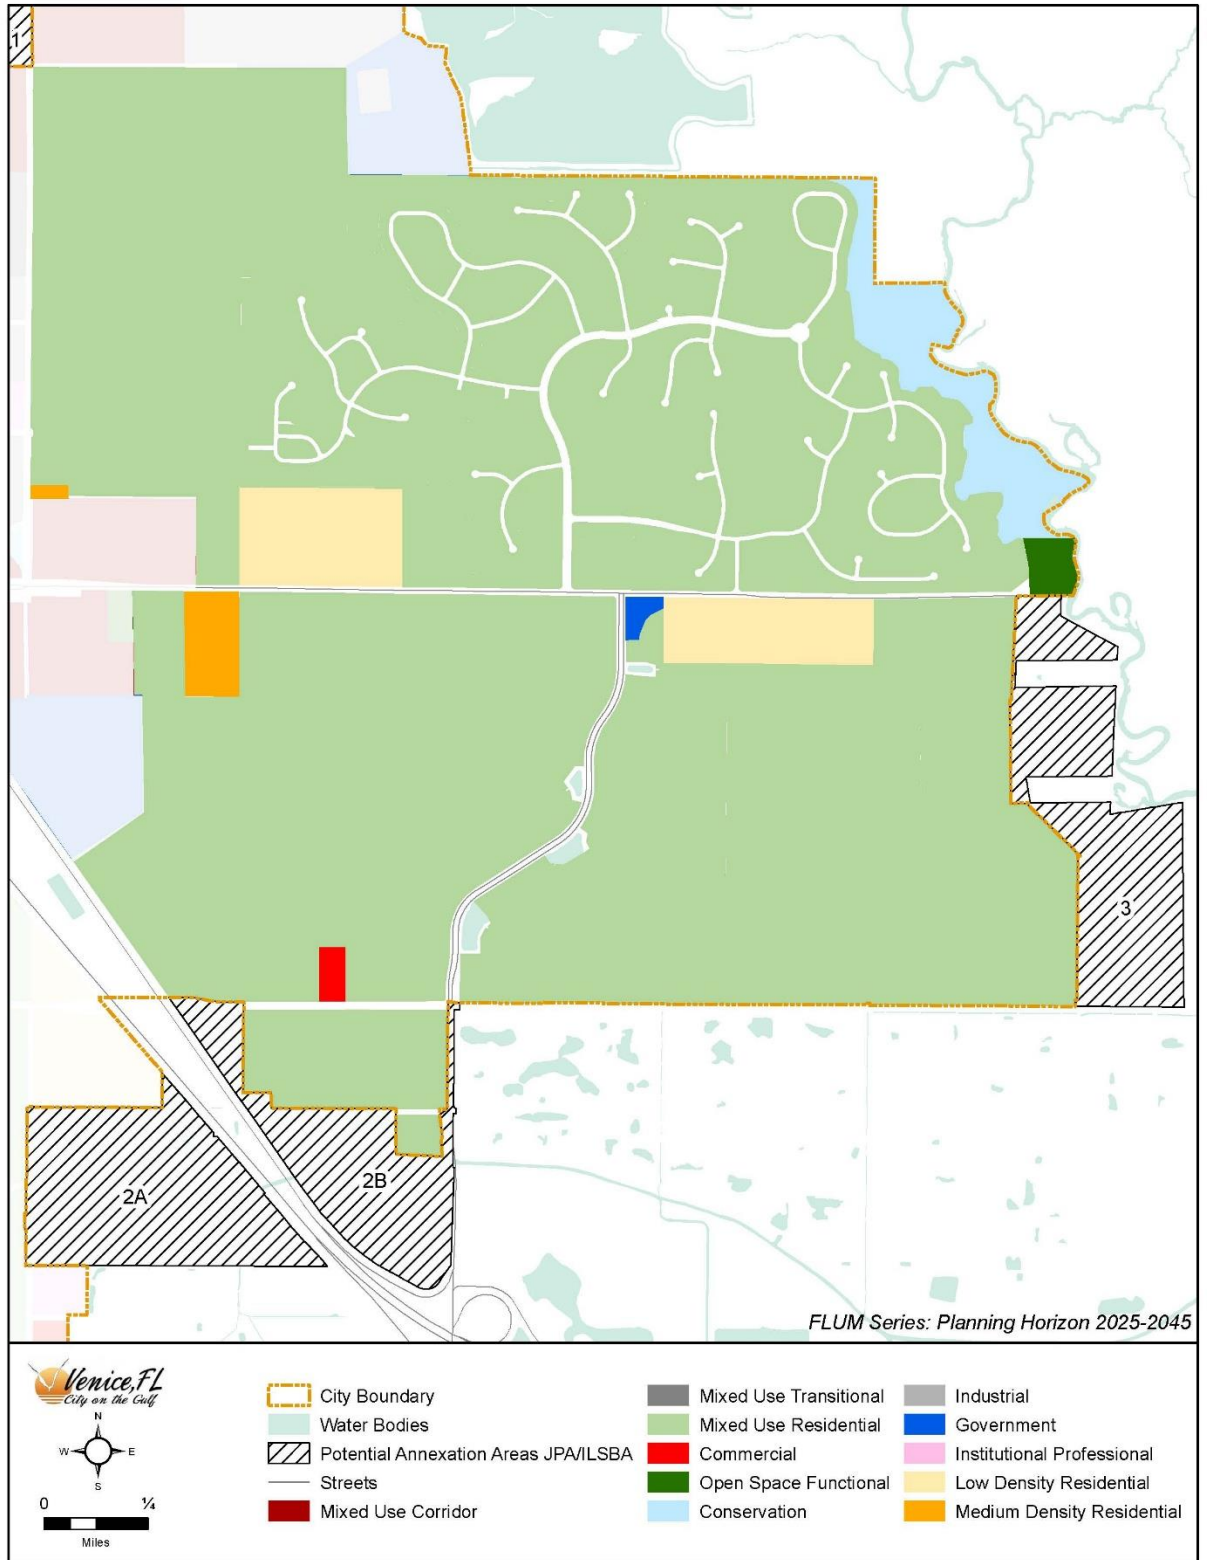 1
3
2A
2B
FLUM Series: Planning Horizon 2025-2045
Venice, FL
City on the Gulf
N
W
E
S
0
¼
Miles
City Boundary
Water Bodies
Potential Annexation Areas JPA/ILSBA
Streets
Mixed Use Corridor
Mixed Use Transitional
Mixed Use Residential
Commercial
Open Space Functional
Conservation
Industrial
Government
Institutional Professional
Low Density Residential
Medium Density Residential